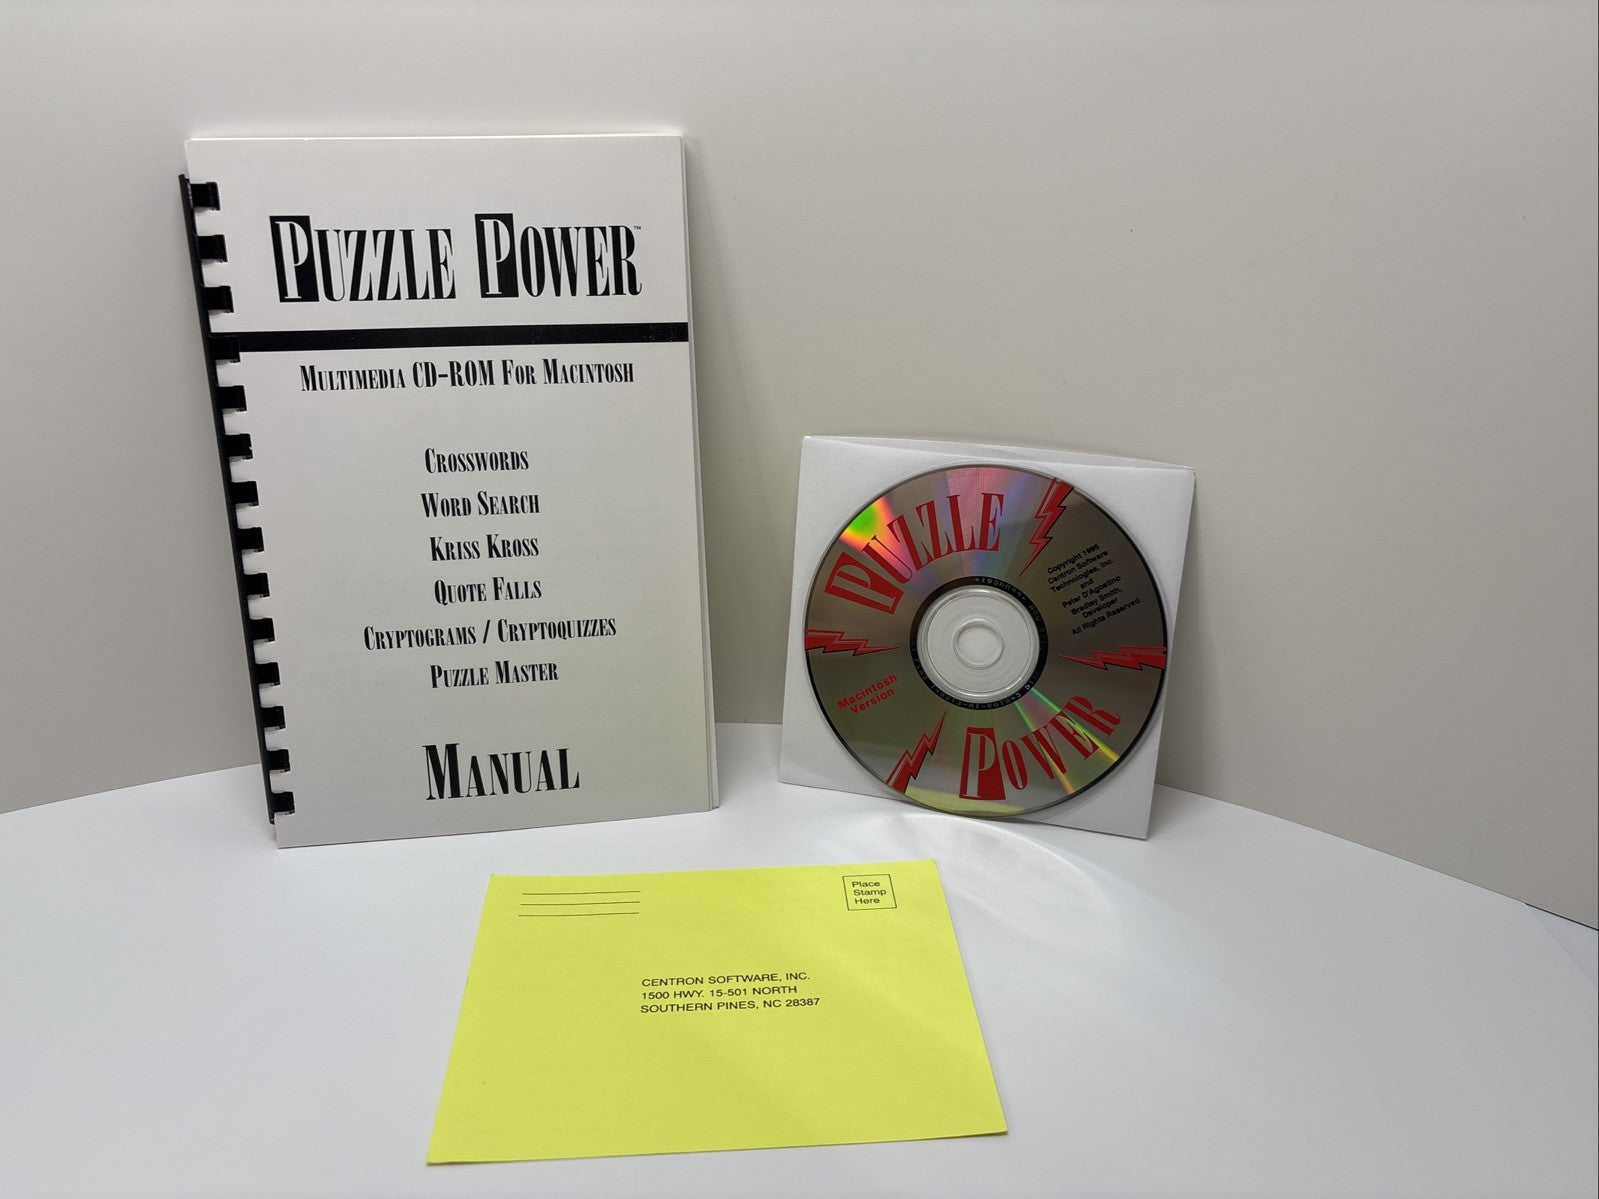 PUZZLE POWER™
MULTIMEDIA CD-ROM FOR MACINTOSH
CROSSWORDS
WORD SEARCH
KRISS KROSS
QUOTE FALLS
CRYPTOGRAMS / CRYPTOQUIZZES
PUZZLE MASTER
MANUAL
PUZZLE
Copyright 1996
Centron Software
Technologies, Inc.
and
Peter D'Agostino
Bradley Smith,
Developer
All Rights Reserved
Macintosh
Version
POWER
Place
Stamp
Here
CENTRON SOFTWARE, INC.
1500 HWY. 15-501 NORTH
SOUTHERN PINES, NC 28387